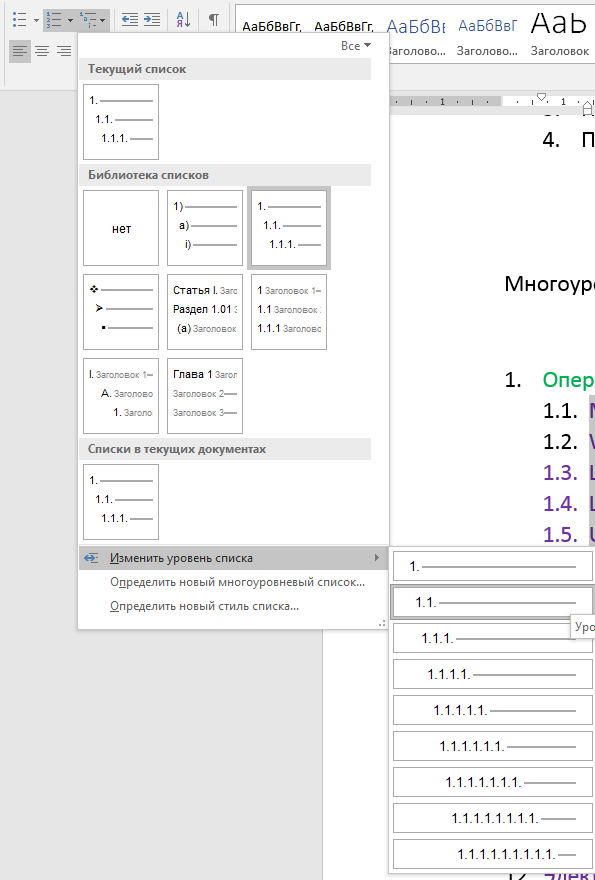 АаБбВвГг,
АаБбВвГг,
АаБбВвГ
АаБбВвГ
АаБ
Заголово...
Заголово...
Заголовок
Все
Текущий список
1.
1.1.
1.1.1.
Библиотека списков
нет
1)
a)
i)
1.
1.1.
1.1.1.
Статья I. Заго
Раздел 1.01 З
(a) Заголовок
1 Заголовок 1
1.1 Заголовок
1.1.1 Заголово
I. Заголовок 1
A. Заголово
1. Заголо
Глава 1 Загол
Заголовок 2
Заголовок 3
Списки в текущих документах
1.
1.1.
1.1.1.
Изменить уровень списка
Определить новый многоуровневый список...
Определить новый стиль списка...
1.
1.1.
1.1.1.
1.1.1.1.
1.1.1.1.1.
1.1.1.1.1.1.
1.1.1.1.1.1.1.
1.1.1.1.1.1.1.1.
1.1.1.1.1.1.1.1.1.
Уро
1
1
4. П
Многоуро
1. Опер
1.1.
1.2.
1.3.
1.4.
1.5.
12. Элект